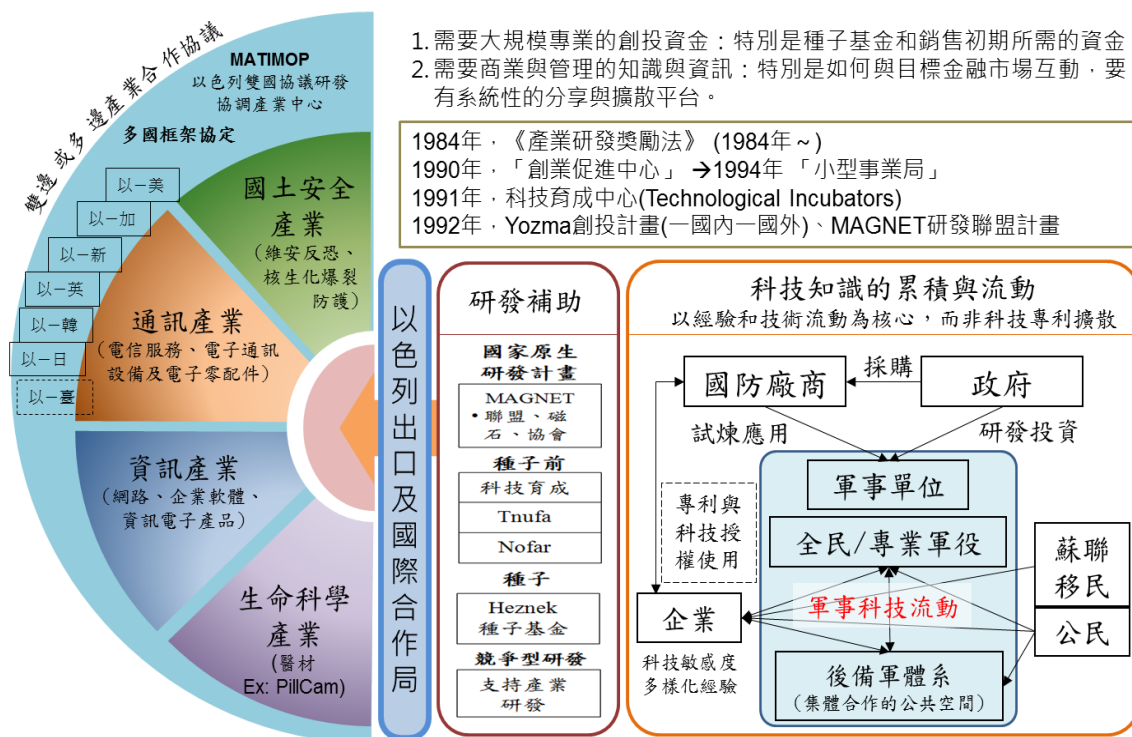 雙邊或多邊產業合作協議
MATIMOP
以色列雙國協議研發
協調產業中心
多國框架協定
以－美
以－加
以－新
以－英
以－韓
以－日
以－臺
國土安全
產業
（維安反恐、
核生化爆裂
防護）
通訊產業
（電信服務、電子通訊
設備及電子零配件）
資訊產業
（網路、企業軟體、
資訊電子產品）
生命科學
產業
（醫材
Ex: PillCam)
1. 需要大規模專業的創投資金：特別是種子基金和銷售初期所需的資金
2. 需要商業與管理的知識與資訊：特別是如何與目標金融市場互動，要
有系統性的分享與擴散平台。
1984年，《產業研發獎勵法》 (1984年～)
1990年，「創業促進中心」 →1994年 「小型事業局」
1991年，科技育成中心(Technological Incubators)
1992年，Yozma創投計畫(一國內一國外)、MAGNET研發聯盟計畫
以色列出口及國際合作局
研發補助
國家原生
研發計畫
MAGNET
•聯盟、磁
石、協會
種子前
科技育成
Tnufa
Nofar
種子
Heznek
種子基金
競爭型研發
支持產業
研發
科技知識的累積與流動
以經驗和技術流動為核心，而非科技專利擴散
國防廠商
採購
政府
試煉應用
研發投資
軍事單位
專利與
科技授
權使用
全民/專業軍役
蘇聯
移民
軍事科技流動
企業
公民
科技敏感度
多樣化經驗
後備軍體系
（集體合作的公共空間）